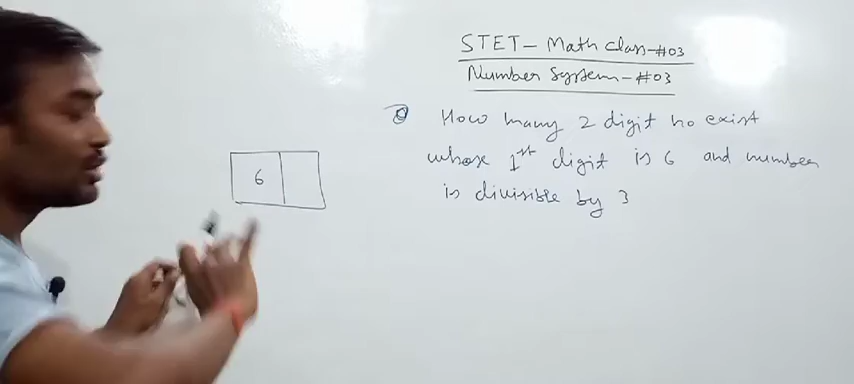 STET- Math Class-#03
Number System-#03
Q How many 2 digit no exist
whose 1st digit is 6 and number
is divisible by 3
6